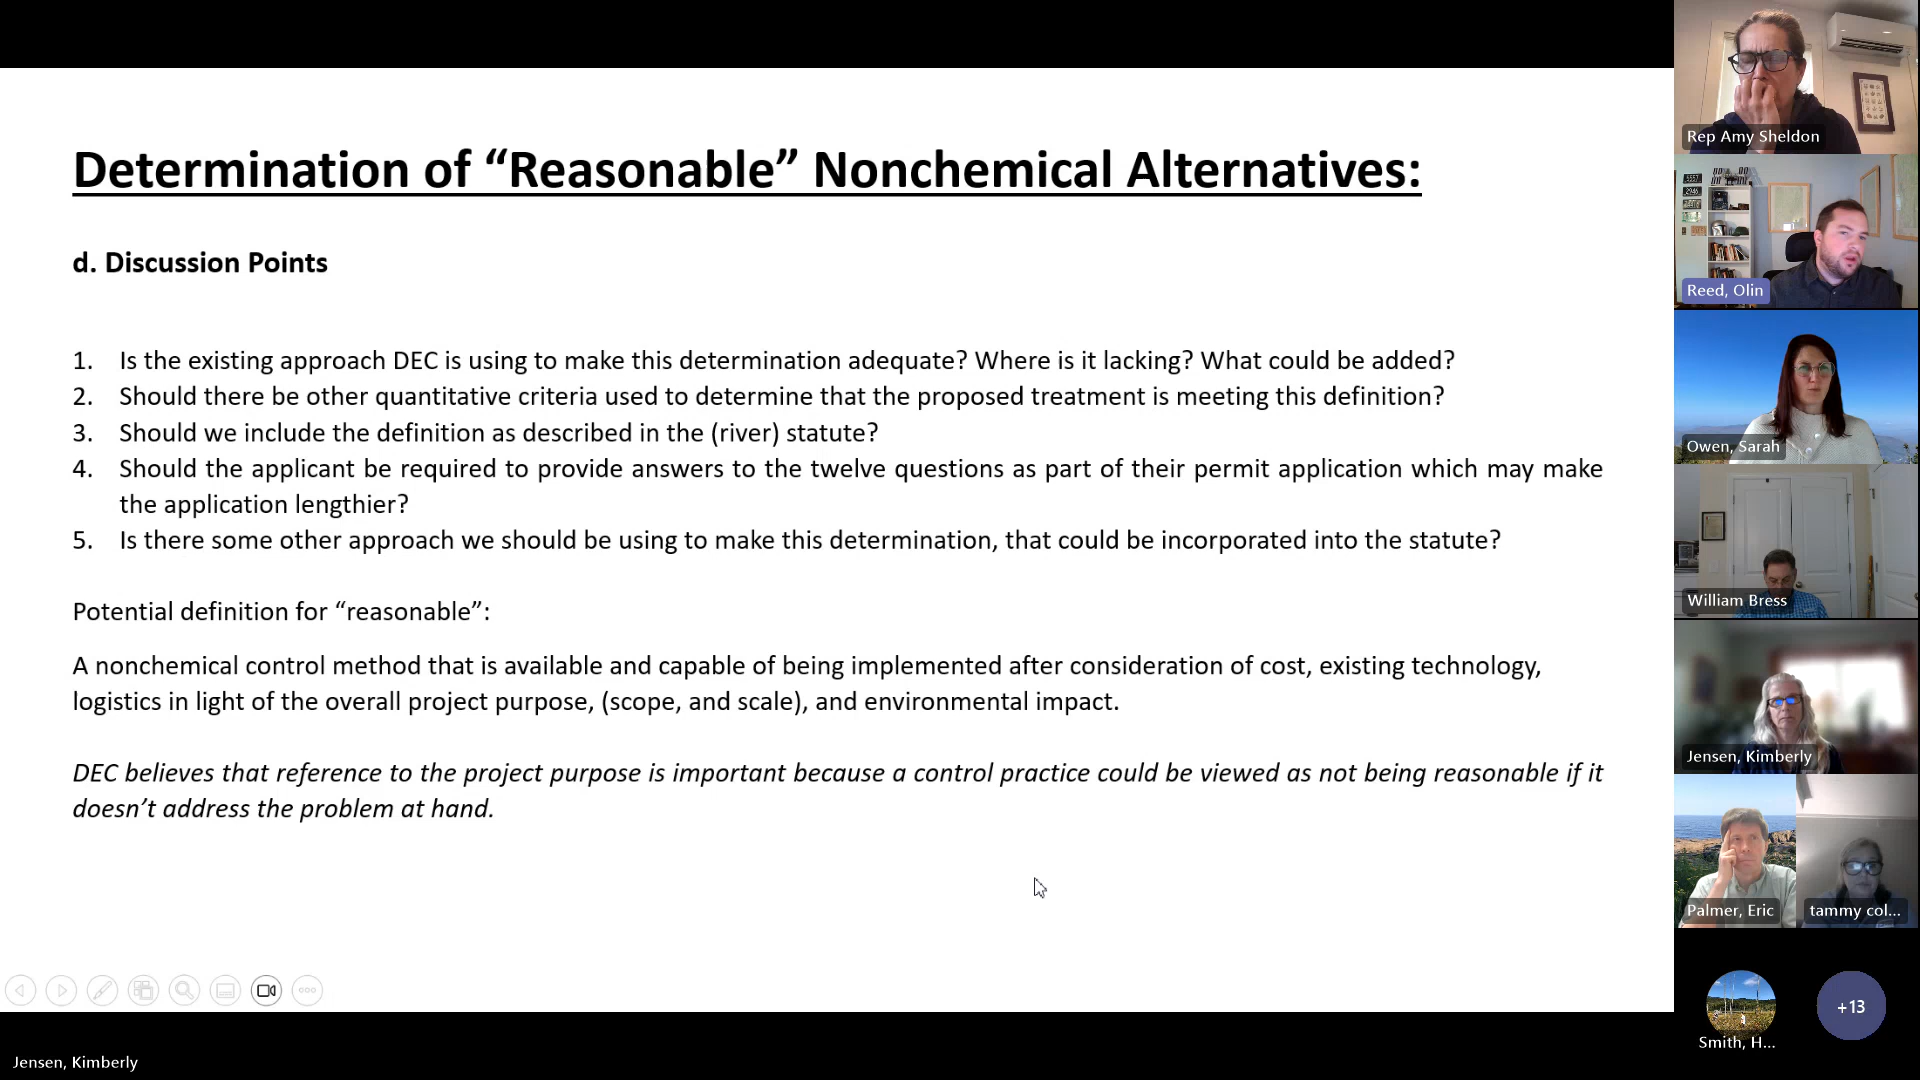 Determination of “Reasonable” Nonchemical Alternatives:
d. Discussion Points
1. Is the existing approach DEC is using to make this determination adequate? Where is it lacking? What could be added?
2. Should there be other quantitative criteria used to determine that the proposed treatment is meeting this definition?
3. Should we include the definition as described in the (river) statute?
4. Should the applicant be required to provide answers to the twelve questions as part of their permit application which may make
the application lengthier?
5. Is there some other approach we should be using to make this determination, that could be incorporated into the statute?
Potential definition for “reasonable”:
A nonchemical control method that is available and capable of being implemented after consideration of cost, existing technology,
logistics in light of the overall project purpose, (scope, and scale), and environmental impact.
DEC believes that reference to the project purpose is important because a control practice could be viewed as not being reasonable if it
doesn’t address the problem at hand.
Jensen, Kimberly
Rep Amy Sheldon
Reed, Olin
Owen, Sarah
William Bress
Jensen, Kimberly
Palmer, Eric
tammy col...
Smith, H...
+13